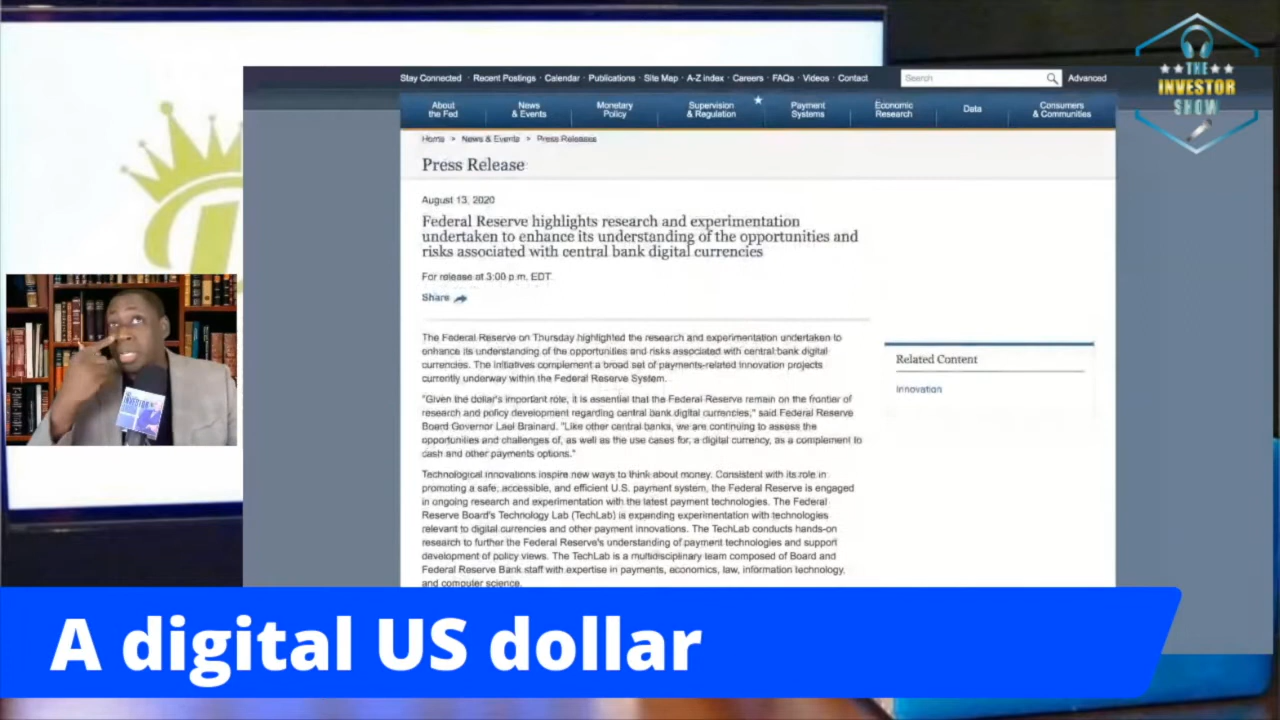 THE
INVESTOR
SHOW
Stay Connected · Recent Postings · Calendar · Publications · Site Map · A-Z index · Careers · FAQs · Videos · Contact
Search
Advanced
About
the Fed
News
& Events
Monetary
Policy
Supervision
& Regulation
Payment
Systems
Economic
Research
Data
Consumers
& Communities
Home > News & Events > Press Releases
Press Release
August 13, 2020
Federal Reserve highlights research and experimentation
undertaken to enhance its understanding of the opportunities and
risks associated with central bank digital currencies
For release at 3:00 p.m. EDT
Share
The Federal Reserve on Thursday highlighted the research and experimentation undertaken to
enhance its understanding of the opportunities and risks associated with central bank digital
currencies. The initiatives complement a broad set of payments-related innovation projects
currently underway within the Federal Reserve System.
"Given the dollar's important role, it is essential that the Federal Reserve remain on the frontier of
research and policy development regarding central bank digital currencies," said Federal Reserve
Board Governor Lael Brainard. "Like other central banks, we are continuing to assess the
opportunities and challenges of, as well as the use cases for, a digital currency, as a complement to
cash and other payments options."
Technological innovations inspire new ways to think about money. Consistent with its role in
promoting a safe, accessible, and efficient U.S. payment system, the Federal Reserve is engaged
in ongoing research and experimentation with the latest payment technologies. The Federal
Reserve Board's Technology Lab (TechLab) is expanding experimentation with technologies
relevant to digital currencies and other payment innovations. The TechLab conducts hands-on
research to further the Federal Reserve's understanding of payment technologies and support
development of policy views. The TechLab is a multidisciplinary team composed of Board and
Federal Reserve Bank staff with expertise in payments, economics, law, information technology,
and computer science.
Related Content
Innovation
A digital US dollar